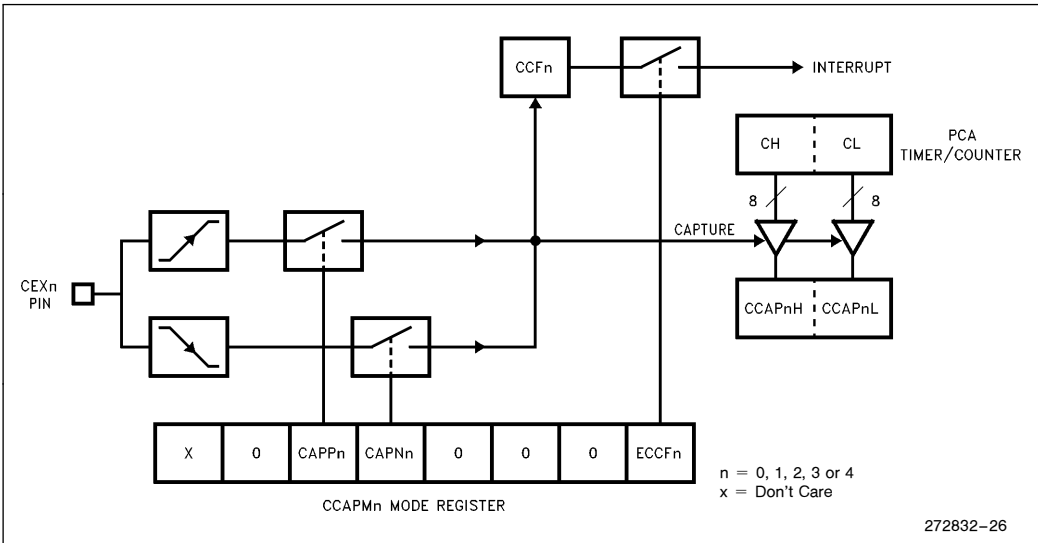 CCFn
INTERRUPT
CH
CL
PCA
TIMER/COUNTER
8
8
CAPTURE
CEXn
PIN
CCAPnH
CCAPnL
X
0
CAPPn
CAPNn
0
0
0
ECCFn
CCAPMn MODE REGISTER
n = 0, 1, 2, 3 or 4
x = Don't Care
272832–26